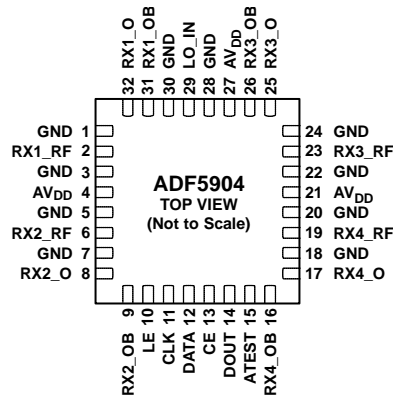 32 RX1_O
31 RX1_OB
30 GND
29 LO_IN
28 GND
27 AVDD
26 RX3_OB
25 RX3_O
GND 1
RX1_RF 2
GND 3
AVDD 4
GND 5
RX2_RF 6
GND 7
RX2_O 8
ADF5904
TOP VIEW
(Not to Scale)
24 GND
23 RX3_RF
22 GND
21 AVDD
20 GND
19 RX4_RF
18 GND
17 RX4_O
RX2_OB 9
LE 10
CLK 11
DATA 12
CE 13
DOUT 14
ATEST 15
RX4_OB 16